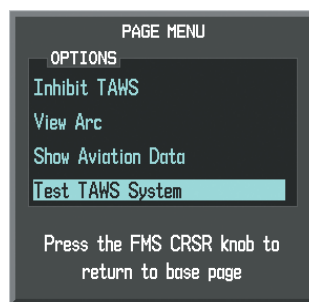 PAGE MENU
OPTIONS
Inhibit TAWS
View Arc
Show Aviation Data
Test TAWS System
Press the FMS CRSR knob to
return to base page